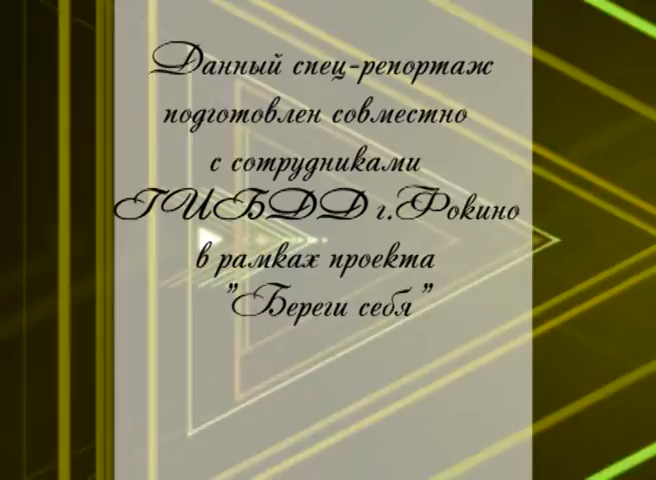 Данный спец-репортаж
подготовлен совместно
с сотрудниками
ГИБДД г.Фокино
в рамках проекта
"Береги себя"